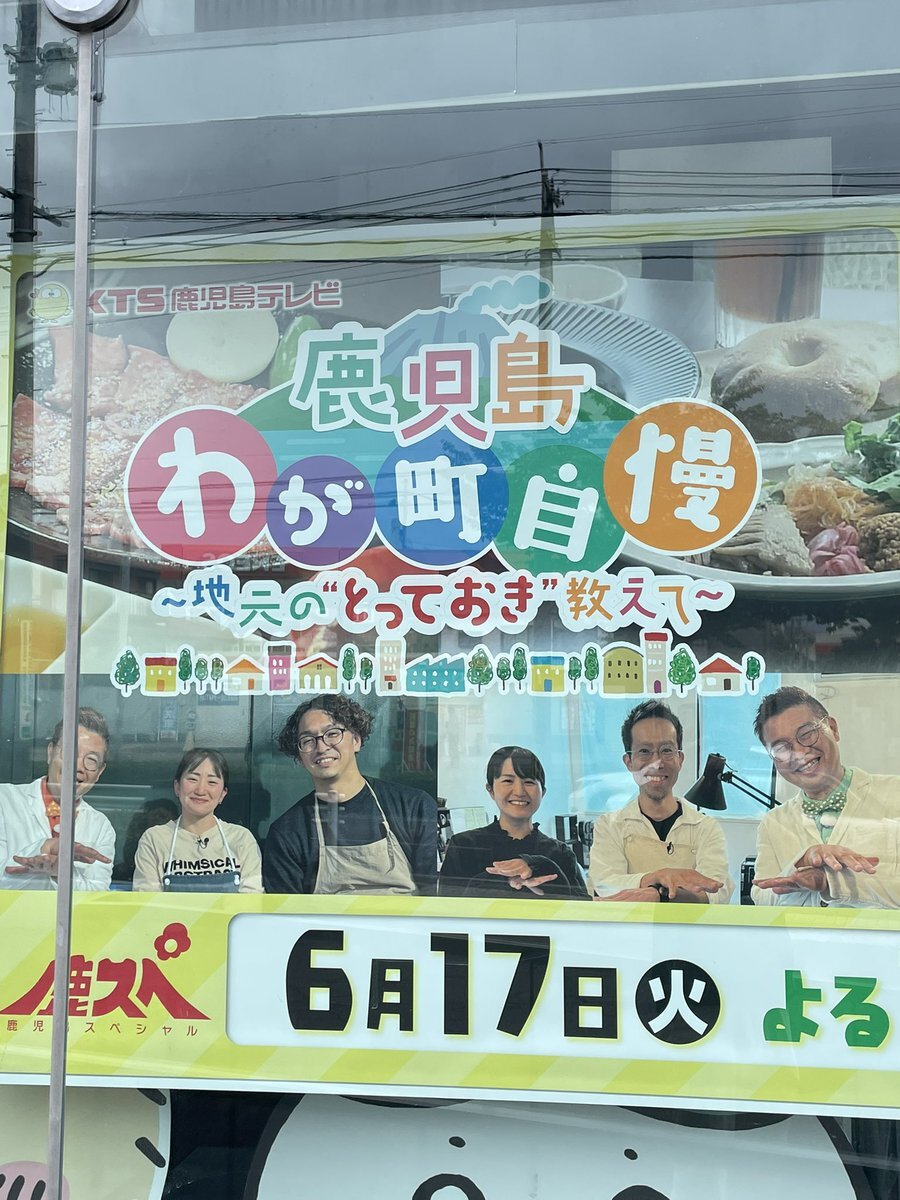 KTS鹿児島テレビ
鹿児島
わが町自慢
~地元の“とっておき”教えて~
WHIMSICAL
鹿スペ
鹿児 スペシャル
6月17日火 よる